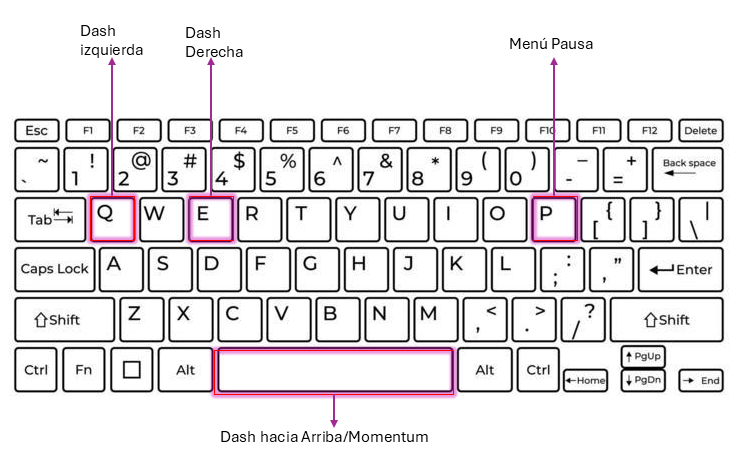 Dash
izquierda
Dash
Derecha
Menú Pausa
Esc F1 F2 F3 F4 F5 F6 F7 F8 F9 F10 F11 F12 Delete
` ~ 1 ! 2 @ 3 # 4 $ 5 % 6 ^ 7 & 8 * 9 ( 0 ) - _ = + Back space
Tab Q W E R T Y U I O P [ { ] } \ |
Caps Lock A S D F G H J K L ; : , " Enter
Shift Z X C V B N M , < . > / ? Shift
Ctrl Fn Alt Alt Ctrl Home PgUp PgDn End
Dash hacia Arriba/Momentum